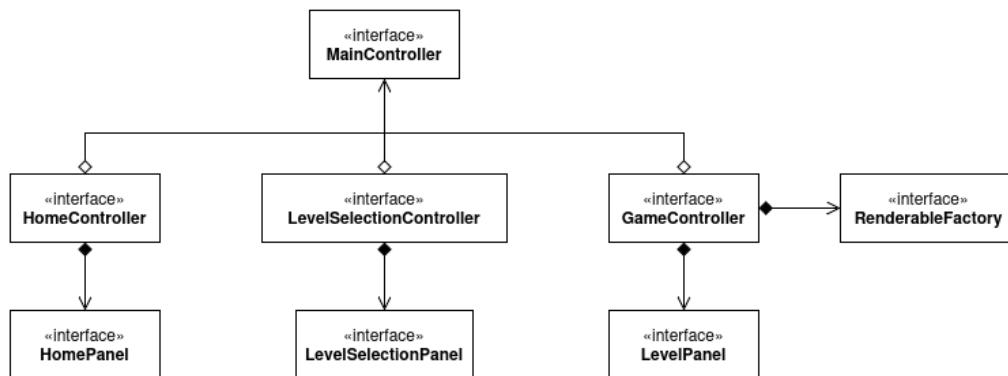 «interface»
MainController
«interface»
HomeController
«interface»
LevelSelectionController
«interface»
GameController
«interface»
RenderableFactory
«interface»
HomePanel
«interface»
LevelSelectionPanel
«interface»
LevelPanel